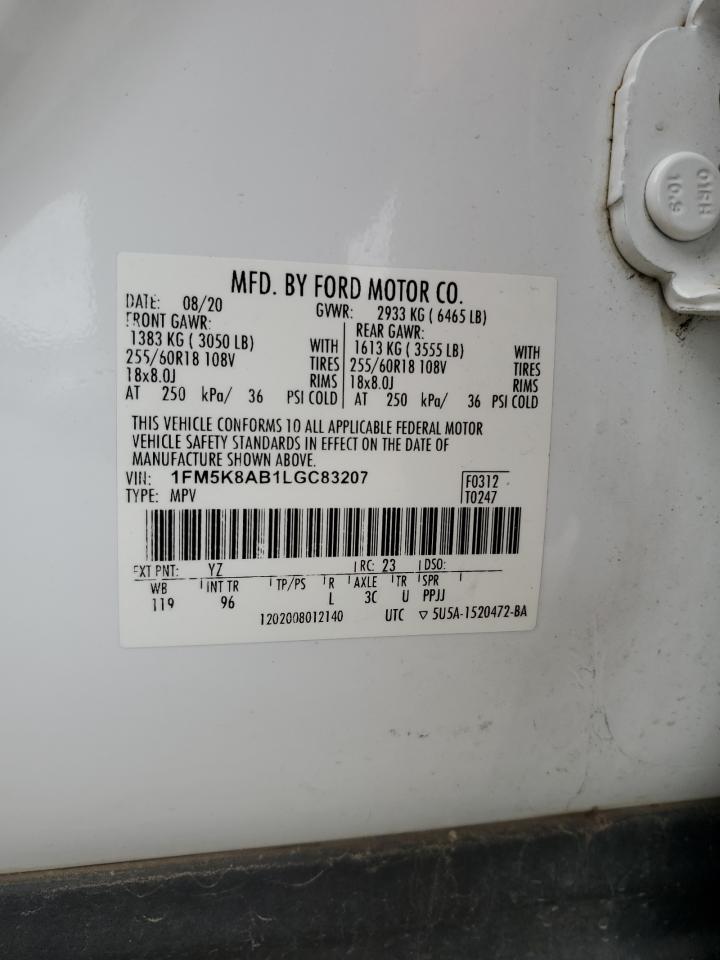 MFD. BY FORD MOTOR CO.
DATE: 08/20 GVWR: 2933 KG ( 6465 LB)
FRONT GAWR: REAR GAWR:
1383 KG ( 3050 LB) WITH 1613 KG ( 3555 LB) WITH
255/60R18 108V TIRES 255/60R18 108V TIRES
18x8.0J RIMS 18x8.0J RIMS
AT 250 kPa/ 36 PSI COLD AT 250 kPa/ 36 PSI COLD
THIS VEHICLE CONFORMS TO ALL APPLICABLE FEDERAL MOTOR
VEHICLE SAFETY STANDARDS IN EFFECT ON THE DATE OF
MANUFACTURE SHOWN ABOVE.
VIN: 1FM5K8AB1LGC83207 F0312
TYPE: MPV T0247
EXT PNT: YZ RC: 23 DSO:
WB INT TR TP/PS R AXLE TR SPR
119 96 L 3C U PPJJ
1202008012140 UTC ▽ 5U5A-1520472-BA
10.9